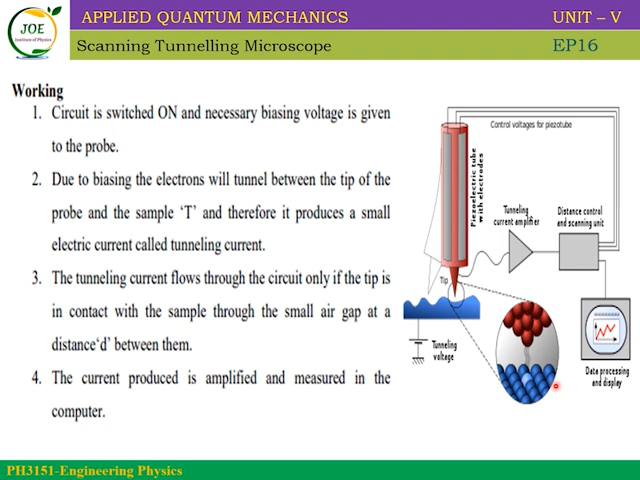 JOE
Institute of Physics
APPLIED QUANTUM MECHANICS
UNIT – V
Scanning Tunnelling Microscope
EP16
Working
1. Circuit is switched ON and necessary biasing voltage is given
to the probe.
2. Due to biasing the electrons will tunnel between the tip of the
probe and the sample ‘T’ and therefore it produces a small
electric current called tunneling current.
3. The tunneling current flows through the circuit only if the tip is
in contact with the sample through the small air gap at a
distance‘d’ between them.
4. The current produced is amplified and measured in the
computer.
Control voltages for piezotube
Piezoelectric tube
with electrodes
Tunneling
current amplifier
Distance control
and scanning unit
Tip
Tunneling
voltage
Data processing
and display
PH3151-Engineering Physics